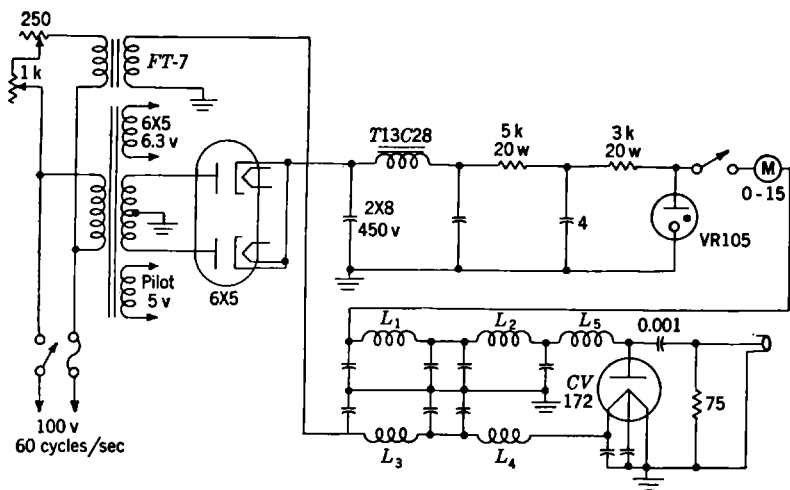 250
1 k
FT-7
6X5
6.3 v
Pilot
5 v
100 v
60 cycles/sec
6X5
T13C28
2X8
450 v
5 k
20 w
4
3 k
20 w
VR105
M
0-15
L1
L2
L5
0.001
CV
172
75
L3
L4